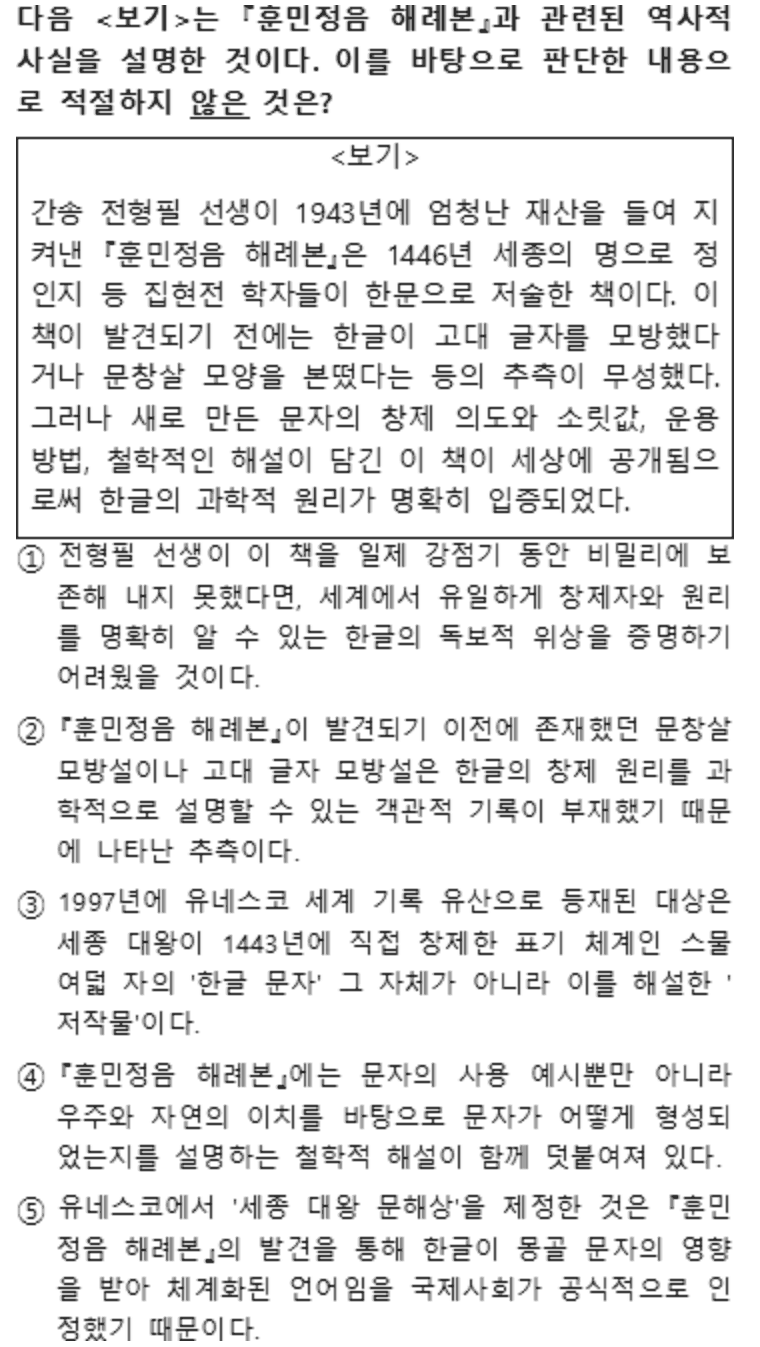 다음 <보기>는 『훈민정음 해례본』과 관련된 역사적
사실을 설명한 것이다. 이를 바탕으로 판단한 내용으
로 적절하지 않은 것은?
<보기>
간송 전형필 선생이 1943년에 엄청난 재산을 들여 지
켜낸 『훈민정음 해례본』은 1446년 세종의 명으로 정
인지 등 집현전 학자들이 한문으로 저술한 책이다. 이
책이 발견되기 전에는 한글이 고대 글자를 모방했다
거나 문창살 모양을 본떴다는 등의 추측이 무성했다.
그러나 새로 만든 문자의 창제 의도와 소릿값, 운용
방법, 철학적인 해설이 담긴 이 책이 세상에 공개됨으
로써 한글의 과학적 원리가 명확히 입증되었다.
① 전형필 선생이 이 책을 일제 강점기 동안 비밀리에 보
존해 내지 못했다면, 세계에서 유일하게 창제자와 원리
를 명확히 알 수 있는 한글의 독보적 위상을 증명하기
어려웠을 것이다.
② 『훈민정음 해례본』이 발견되기 이전에 존재했던 문창살
모방설이나 고대 글자 모방설은 한글의 창제 원리를 과
학적으로 설명할 수 있는 객관적 기록이 부재했기 때문
에 나타난 추측이다.
③ 1997년에 유네스코 세계 기록 유산으로 등재된 대상은
세종 대왕이 1443년에 직접 창제한 표기 체계인 스물
여덟 자의 '한글 문자' 그 자체가 아니라 이를 해설한 '
저작물'이다.
④ 『훈민정음 해례본』에는 문자의 사용 예시뿐만 아니라
우주와 자연의 이치를 바탕으로 문자가 어떻게 형성되
었는지를 설명하는 철학적 해설이 함께 덧붙여져 있다.
⑤ 유네스코에서 '세종 대왕 문해상'을 제정한 것은 『훈민
정음 해례본』의 발견을 통해 한글이 몽골 문자의 영향
을 받아 체계화된 언어임을 국제사회가 공식적으로 인
정했기 때문이다.